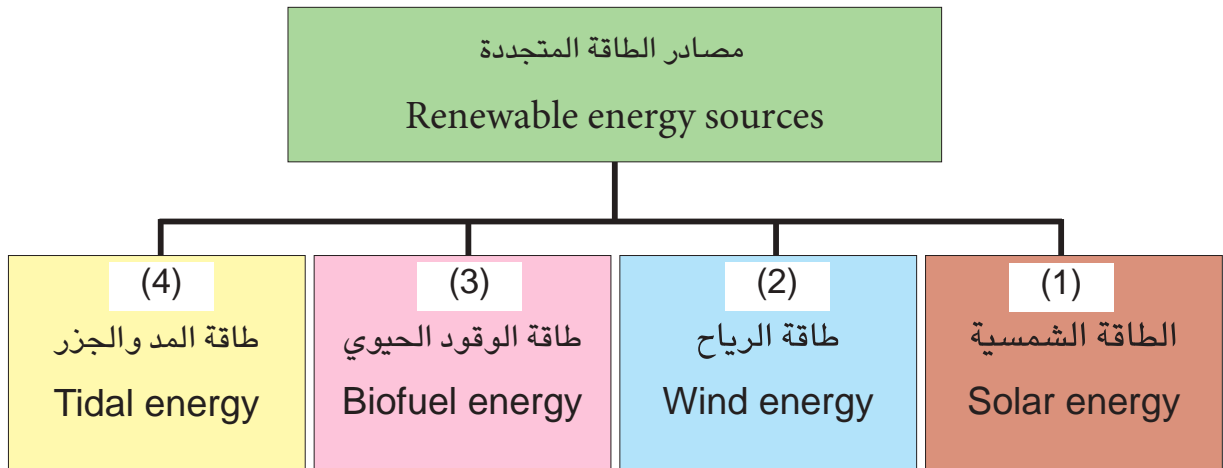 مصادر الطاقة المتجددة
Renewable energy sources
(1)
الطاقة الشمسية
Solar energy
(2)
طاقة الرياح
Wind energy
(3)
طاقة الوقود الحيوي
Biofuel energy
(4)
طاقة المد والجزر
Tidal energy